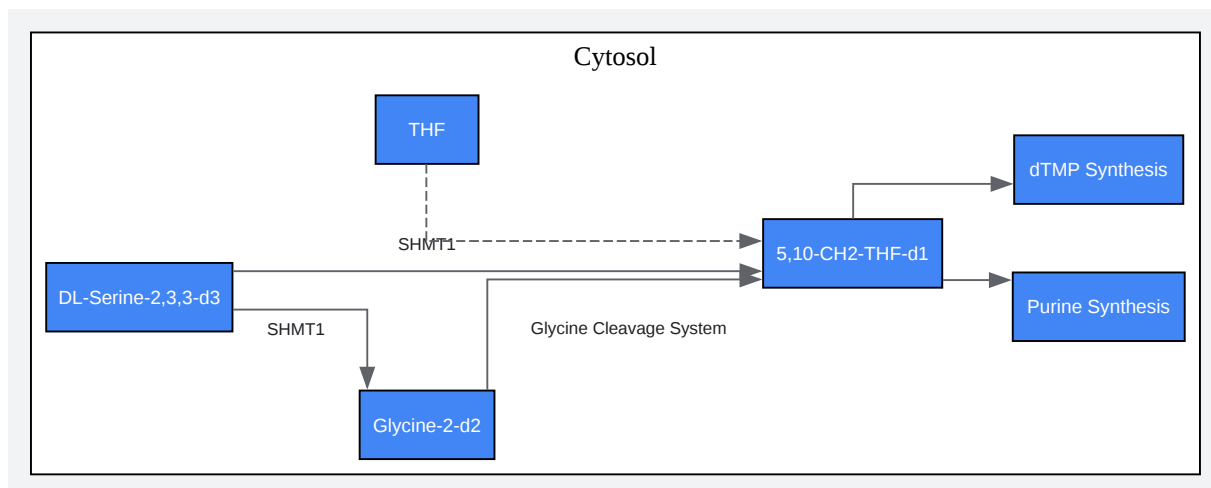 Cytosol
THF
dTMP Synthesis
SHMT1
5,10-CH2-THF-d1
DL-Serine-2,3,3-d3
Purine Synthesis
SHMT1
Glycine Cleavage System
Glycine-2-d2